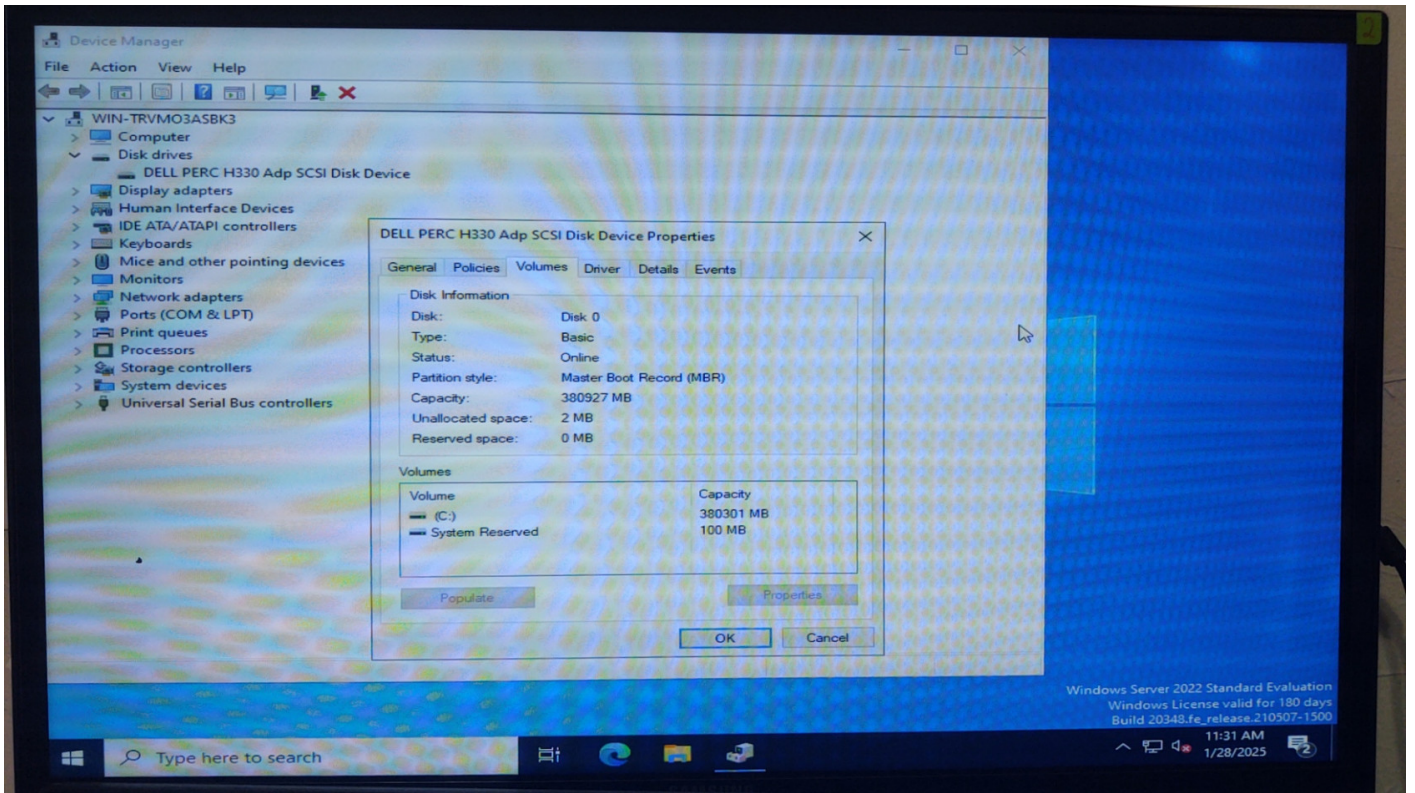 2
Device Manager
File Action View Help
WIN-TRVMO3ASBK3
Computer
Disk drives
DELL PERC H330 Adp SCSI Disk Device
Display adapters
Human Interface Devices
IDE ATA/ATAPI controllers
Keyboards
Mice and other pointing devices
Monitors
Network adapters
Ports (COM & LPT)
Print queues
Processors
Storage controllers
System devices
Universal Serial Bus controllers
DELL PERC H330 Adp SCSI Disk Device Properties
General Policies Volumes Driver Details Events
Disk Information
Disk: Disk 0
Type: Basic
Status: Online
Partition style: Master Boot Record (MBR)
Capacity: 380927 MB
Unallocated space: 2 MB
Reserved space: 0 MB
Volumes
Volume Capacity
(C:) 380301 MB
System Reserved 100 MB
Populate Properties
OK Cancel
Windows Server 2022 Standard Evaluation
Windows License valid for 180 days
Build 20348.fe_release.210507-1500
Type here to search
11:31 AM
1/28/2025
2